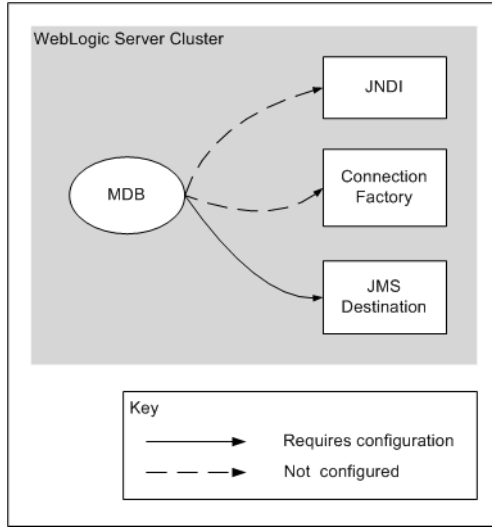 WebLogic Server Cluster
JNDI
MDB
Connection
Factory
JMS
Destination
Key
Requires configuration
Not configured